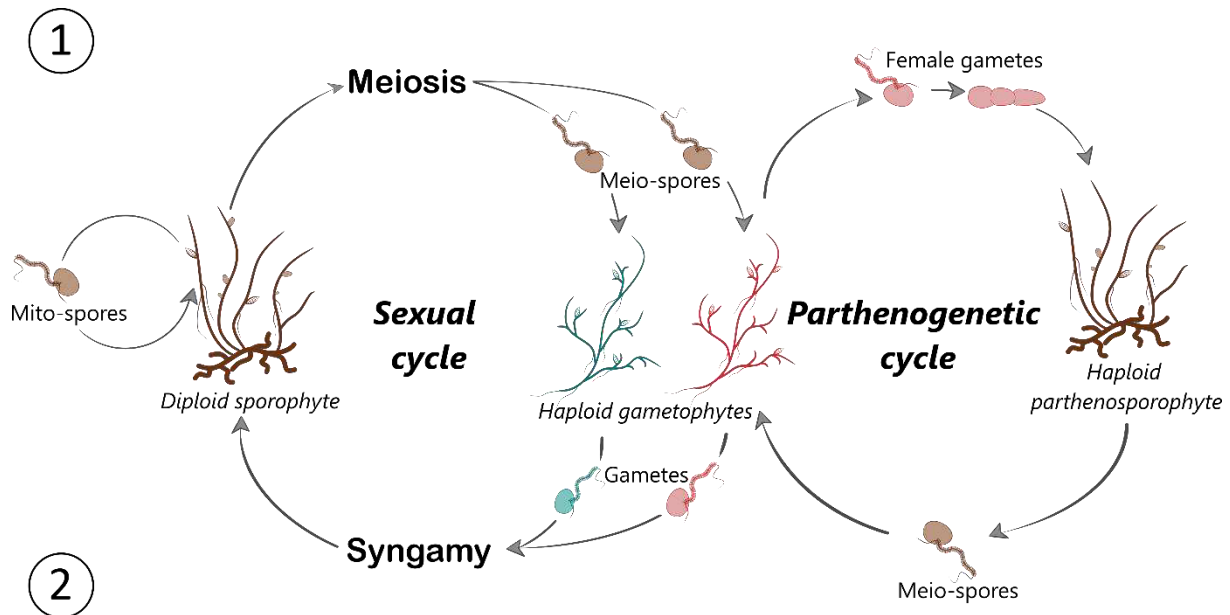 1
Meiosis
Female gametes
Meio-spores
Mito-spores
Sexual
cycle
Parthenogenetic
cycle
Diploid sporophyte
Haploid gametophytes
Haploid
parthenosporophyte
Gametes
Syngamy
Meio-spores
2